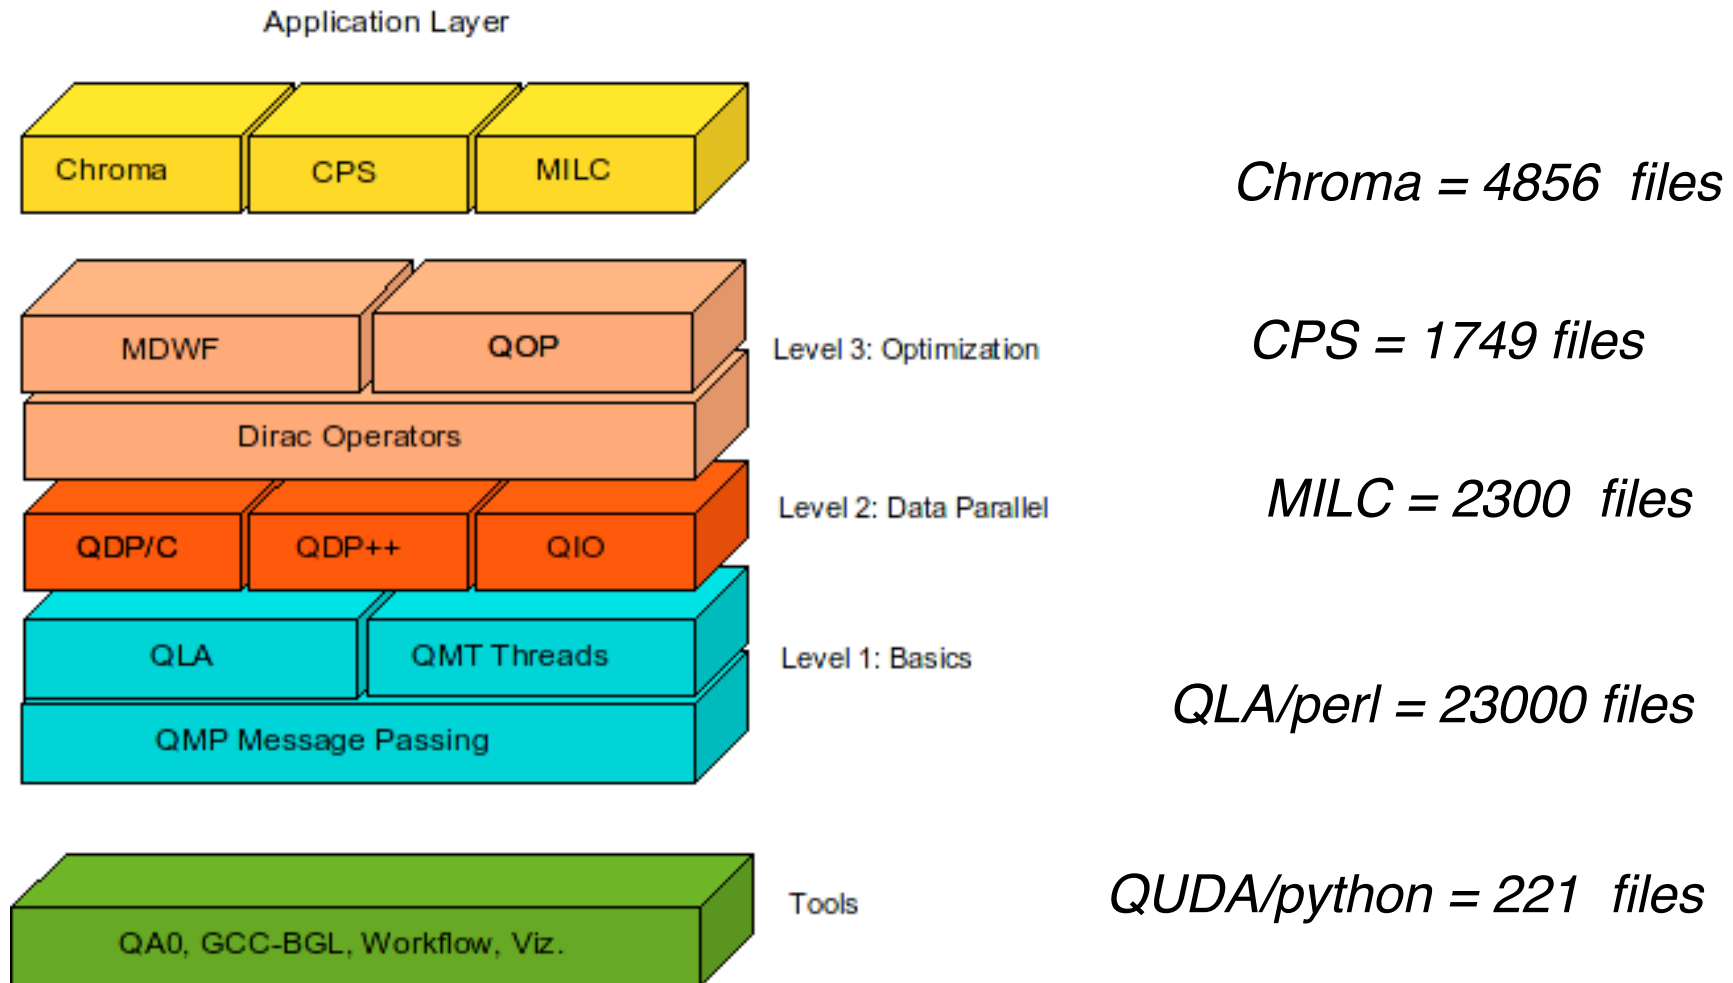 Application Layer
Chroma
CPS
MILC
Chroma = 4856 files
MDWF
QOP
Level 3: Optimization
CPS = 1749 files
Dirac Operators
Level 2: Data Parallel
MILC = 2300 files
QDP/C
QDP++
QIO
QLA
QMT Threads
Level 1: Basics
QLA/perl = 23000 files
QMP Message Passing
Tools
QUDA/python = 221 files
QA0, GCC-BGL, Workflow, Viz.